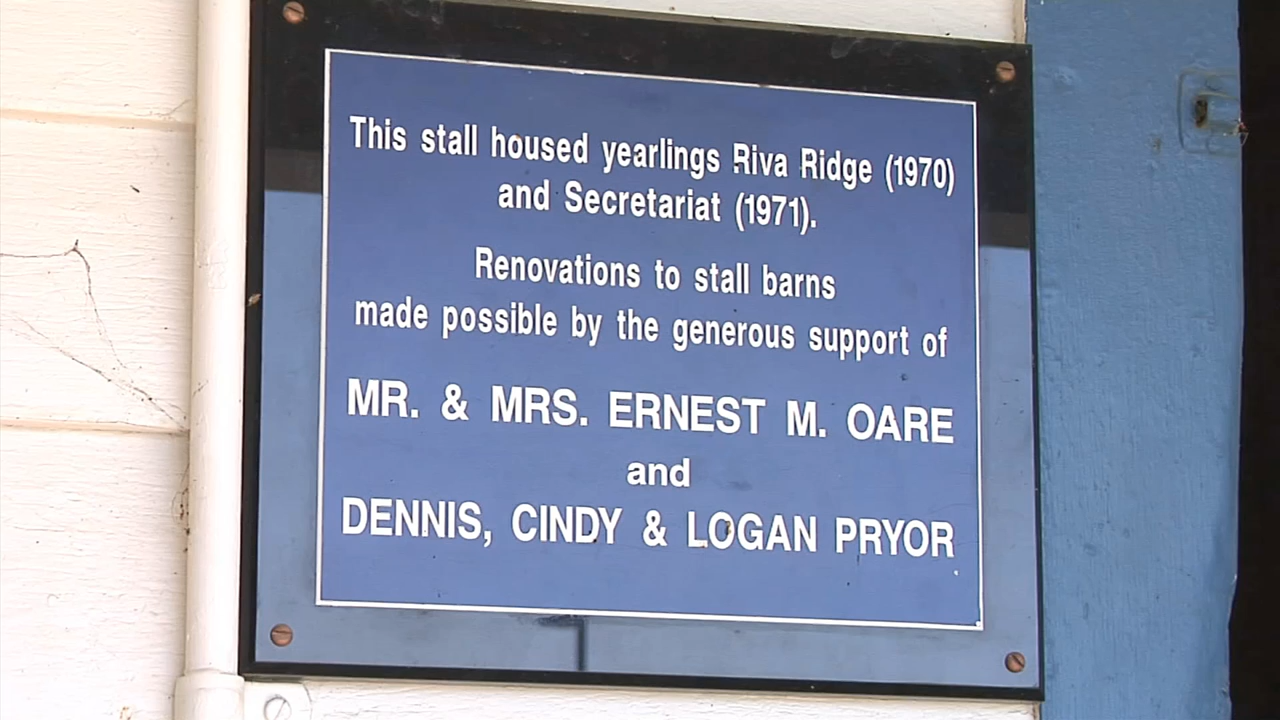 This stall housed yearlings Riva Ridge (1970)
and Secretariat (1971).
Renovations to stall barns
made possible by the generous support of
MR. & MRS. ERNEST M. OARE
and
DENNIS, CINDY & LOGAN PRYOR